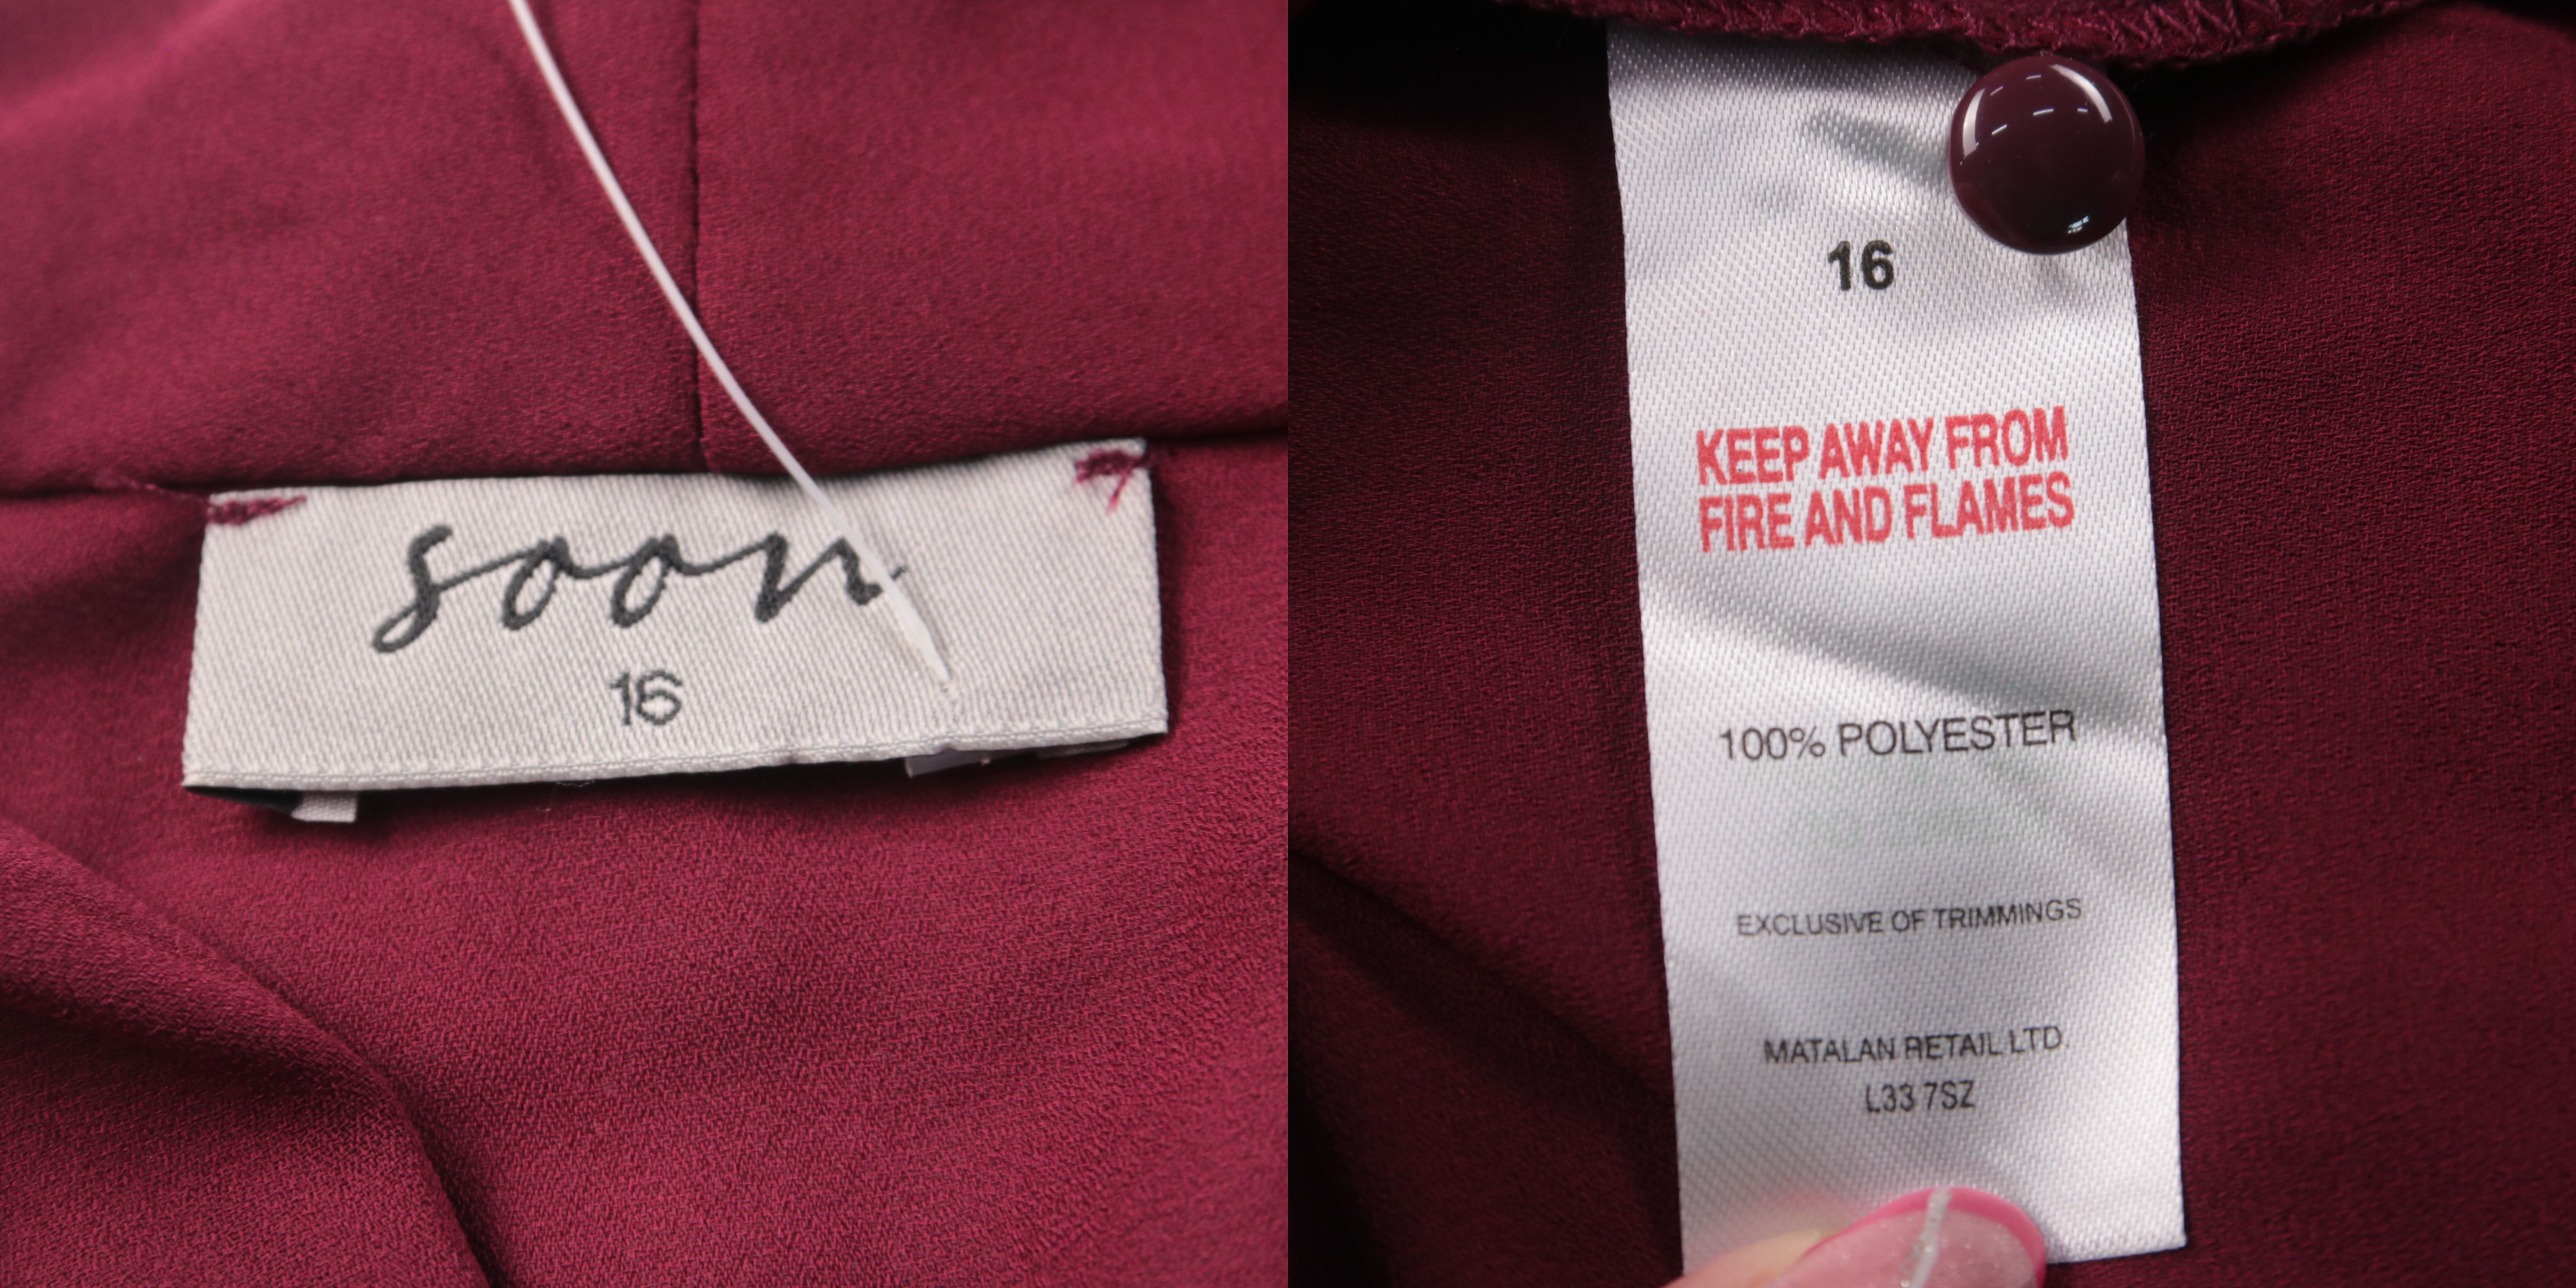 soon
16
16
KEEP AWAY FROM
FIRE AND FLAMES
100% POLYESTER
EXCLUSIVE OF TRIMMINGS
MATALAN RETAIL LTD.
L33 7SZ